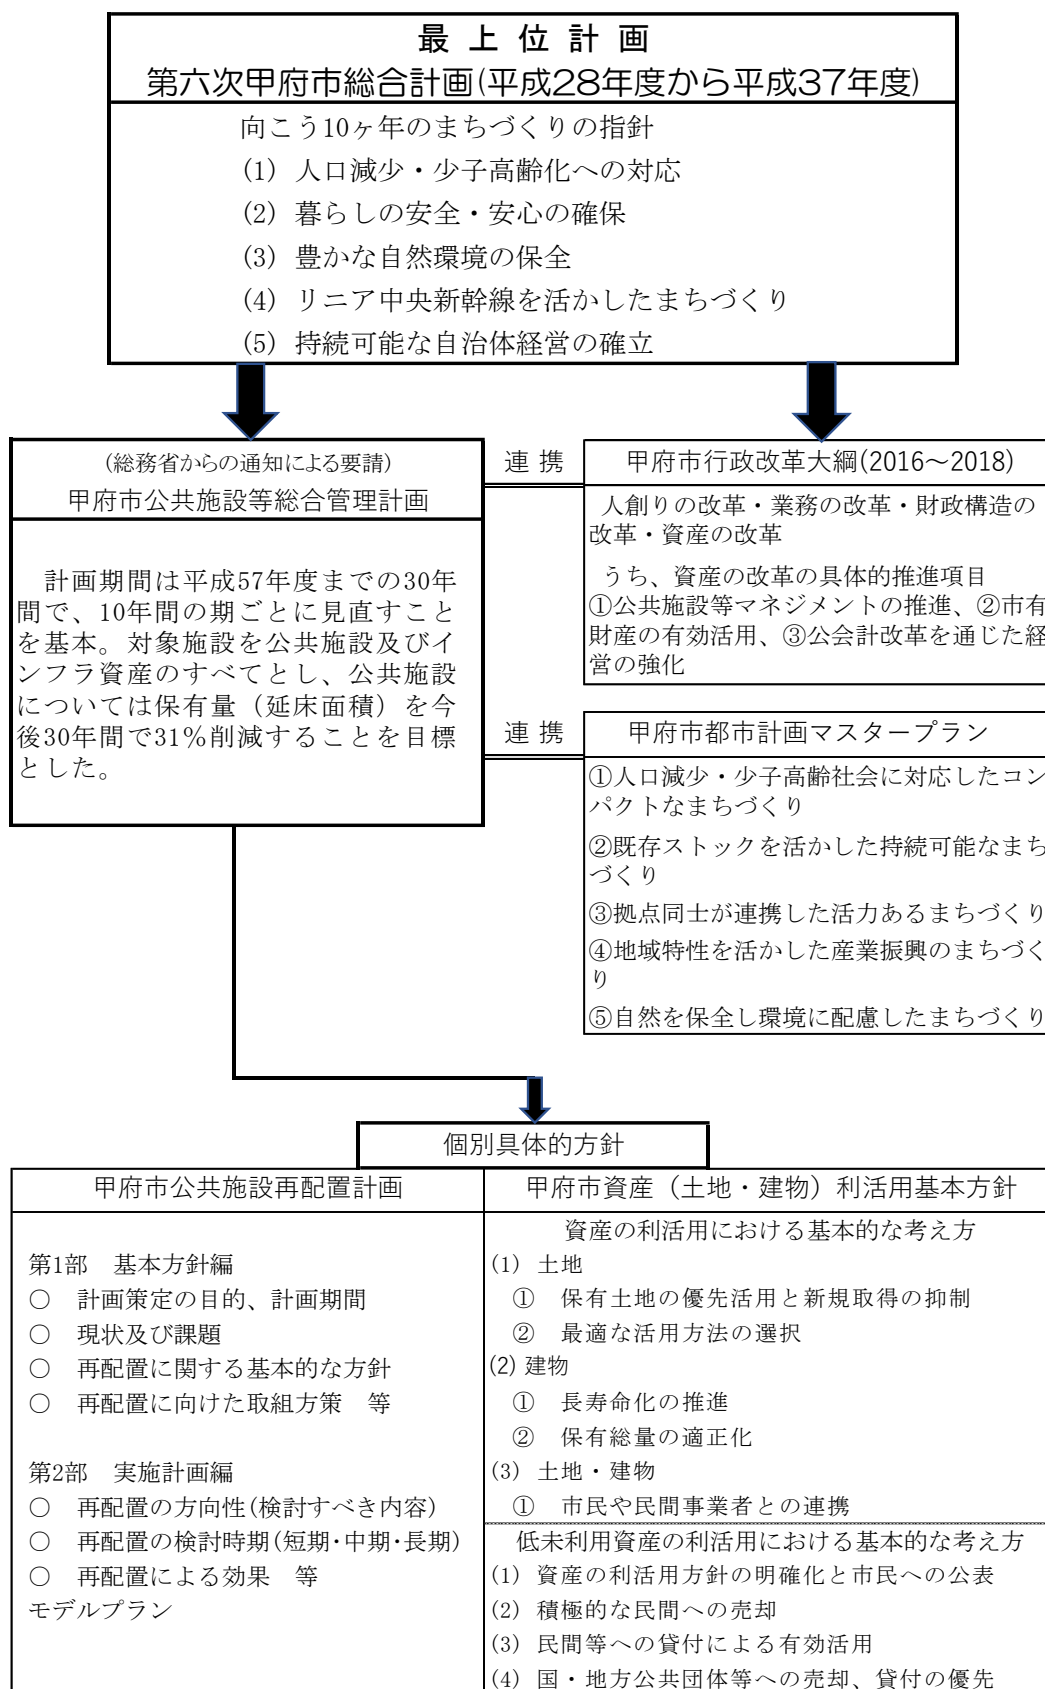 最上位計画
第六次甲府市総合計画(平成28年度から平成37年度)
向こう10ヶ年のまちづくりの指針
(1) 人口減少・少子高齢化への対応
(2) 暮らしの安全・安心の確保
(3) 豊かな自然環境の保全
(4) リニア中央新幹線を活かしたまちづくり
(5) 持続可能な自治体経営の確立
(総務省からの通知による要請)
甲府市公共施設等総合管理計画
計画期間は平成57年度までの30年
間で、10年間の期ごとに見直すこと
を基本。対象施設を公共施設及びイ
ンフラ資産のすべてとし、公共施設
については保有量（延床面積）を今
後30年間で31%削減することを目標
とした。
連携
甲府市行政改革大綱(2016～2018)
人創りの改革・業務の改革・財政構造の
改革・資産の改革
うち、資産の改革の具体的推進項目
①公共施設等マネジメントの推進、②市有
財産の有効活用、③公会計改革を通じた経
営の強化
連携
甲府市都市計画マスタープラン
①人口減少・少子高齢社会に対応したコン
パクトなまちづくり
②既存ストックを活かした持続可能なまち
づくり
③拠点同士が連携した活力あるまちづくり
④地域特性を活かした産業振興のまちづく
り
⑤自然を保全し環境に配慮したまちづくり
個別具体的方針
甲府市公共施設再配置計画
第1部　基本方針編
○　計画策定の目的、計画期間
○　現状及び課題
○　再配置に関する基本的な方針
○　再配置に向けた取組方策　等
第2部　実施計画編
○　再配置の方向性(検討すべき内容)
○　再配置の検討時期(短期・中期・長期)
○　再配置による効果　等
モデルプラン
甲府市資産（土地・建物）利活用基本方針
資産の利活用における基本的な考え方
(1) 土地
①　保有土地の優先活用と新規取得の抑制
②　最適な活用方法の選択
(2) 建物
①　長寿命化の推進
②　保有総量の適正化
(3) 土地・建物
①　市民や民間事業者との連携
低未利用資産の利活用における基本的な考え方
(1) 資産の利活用方針の明確化と市民への公表
(2) 積極的な民間への売却
(3) 民間等への貸付による有効活用
(4) 国・地方公共団体等への売却、貸付の優先